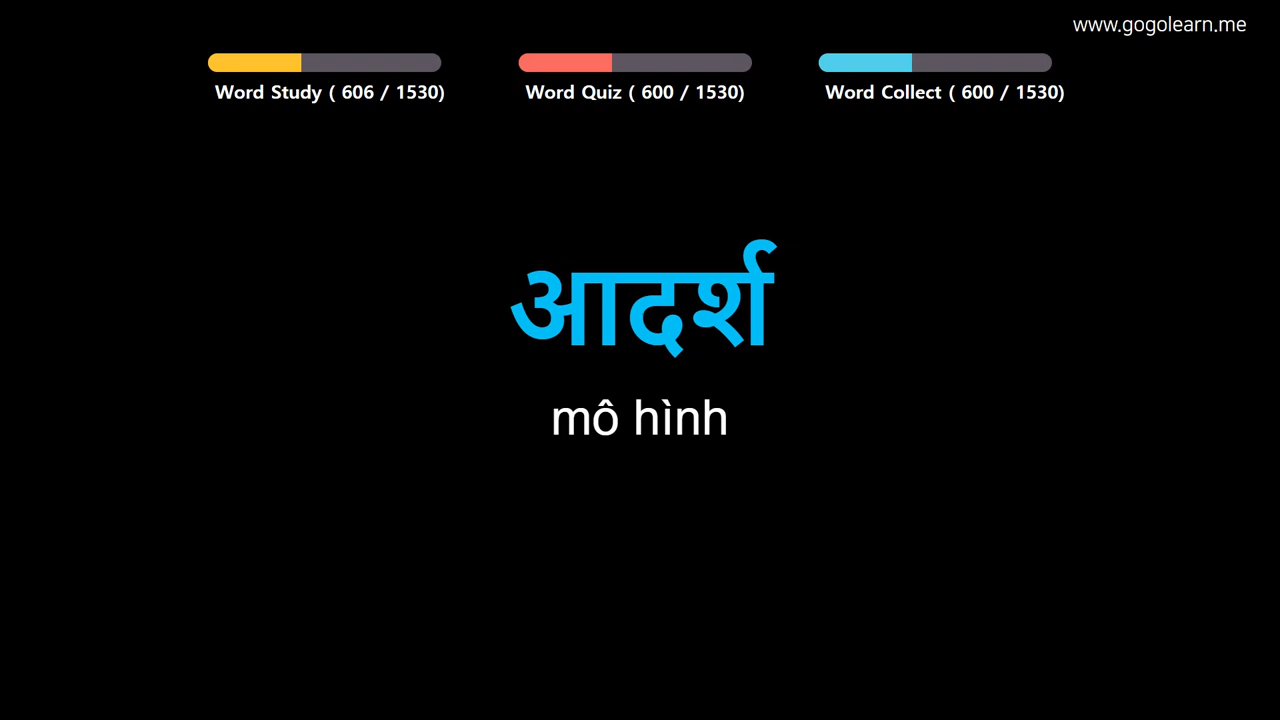 www.gogolearn.me
Word Study ( 606 / 1530)
Word Quiz ( 600 / 1530)
Word Collect ( 600 / 1530)
आदर्श
mô hình